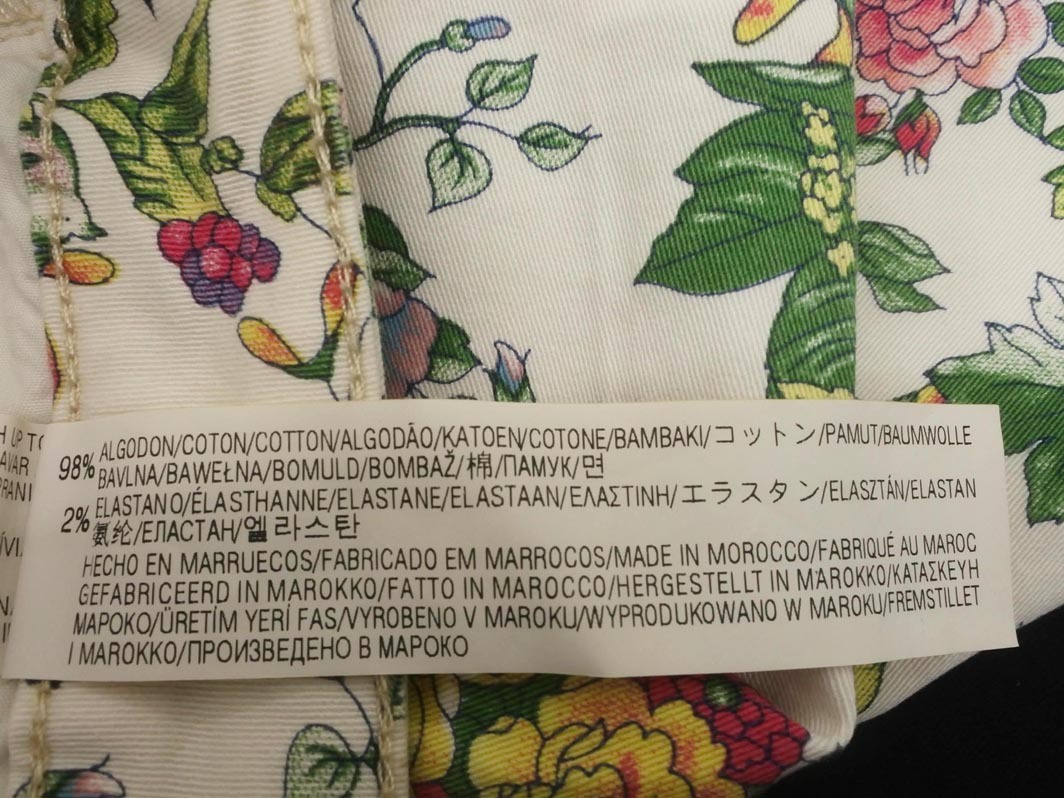 H UP TO
98% ALGODON/COTON/COTTON/ALGODÃO/KATOEN/COTONE/BAMBAKI/コットン/PAMUT/BAUMWOLLE
BAVLNA/BAWEŁNA/BOMULD/BOMBAŽ/棉/ПАМУК/면
2% ELASTANO/ÉLASTHANNE/ELASTANE/ELASTAAN/ΕΛΑΣΤΙΝΗ/エラスタン/ELASZTÁN/ELASTAN
氨纶/ЕЛАСТАН/엘라스탄
HECHO EN MARRUECOS/FABRICADO EM MARROCOS/MADE IN MOROCCO/FABRIQUÉ AU MAROC
GEFABRICEERD IN MAROKKO/FATTO IN MAROCCO/HERGESTELLT IN MAROKKO/ΚΑΤΑΣΚΕΥΗ
ΜΑΡΟΚΟ/ÜRETİM YERİ FAS/VYROBENO V MAROKU/WYPRODUKOWANO W MAROKU/FREMSTILLET
I MAROKKO/ПРОИЗВЕДЕНО В МАРОКО